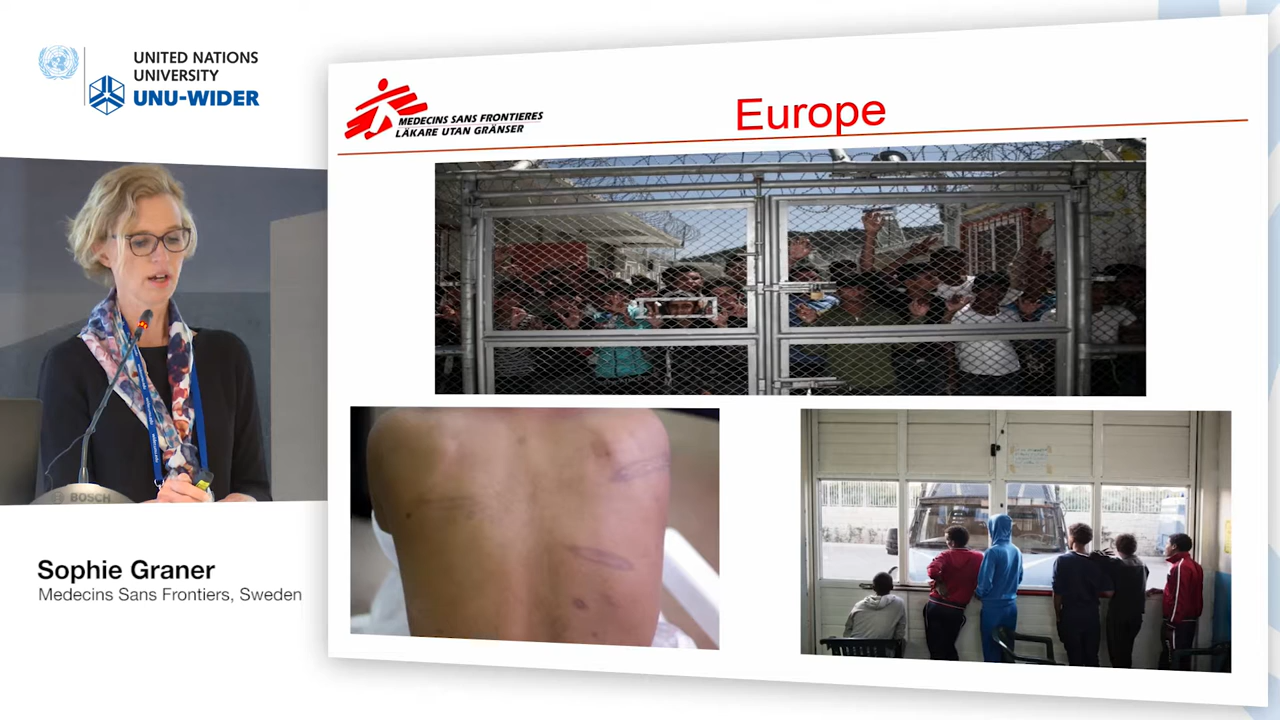 UNITED NATIONS
UNIVERSITY
UNU-WIDER
MEDECINS SANS FRONTIERES
LÄKARE UTAN GRÄNSER
Europe
BOSCH
Sophie Graner
Medecins Sans Frontiers, Sweden